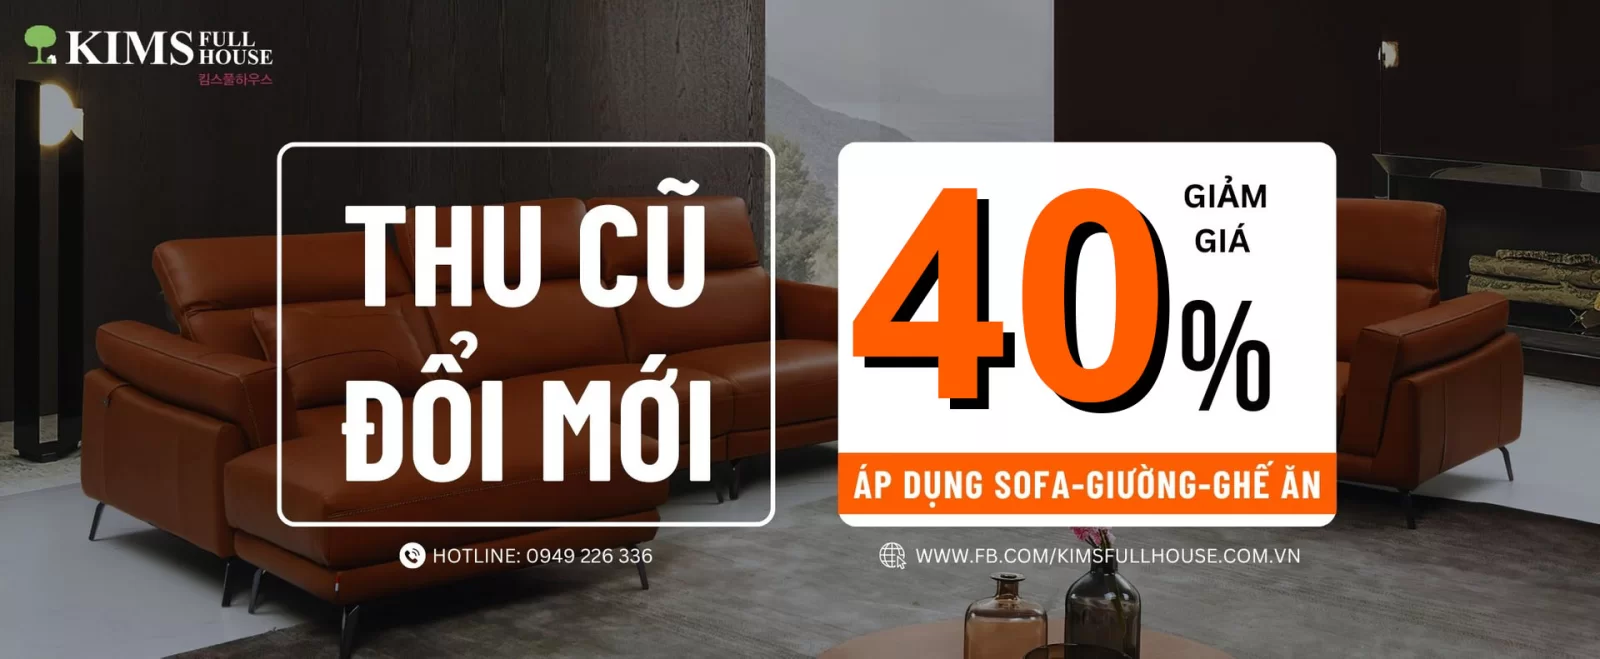 KIMS FULL HOUSE
킴스풀하우스
THU CŨ
ĐỔI MỚI
40%
GIẢM
GIÁ
ÁP DỤNG SOFA-GIƯỜNG-GHẾ ĂN
HOTLINE: 0949 226 336
WWW.FB.COM/KIMSFULLHOUSE.COM.VN